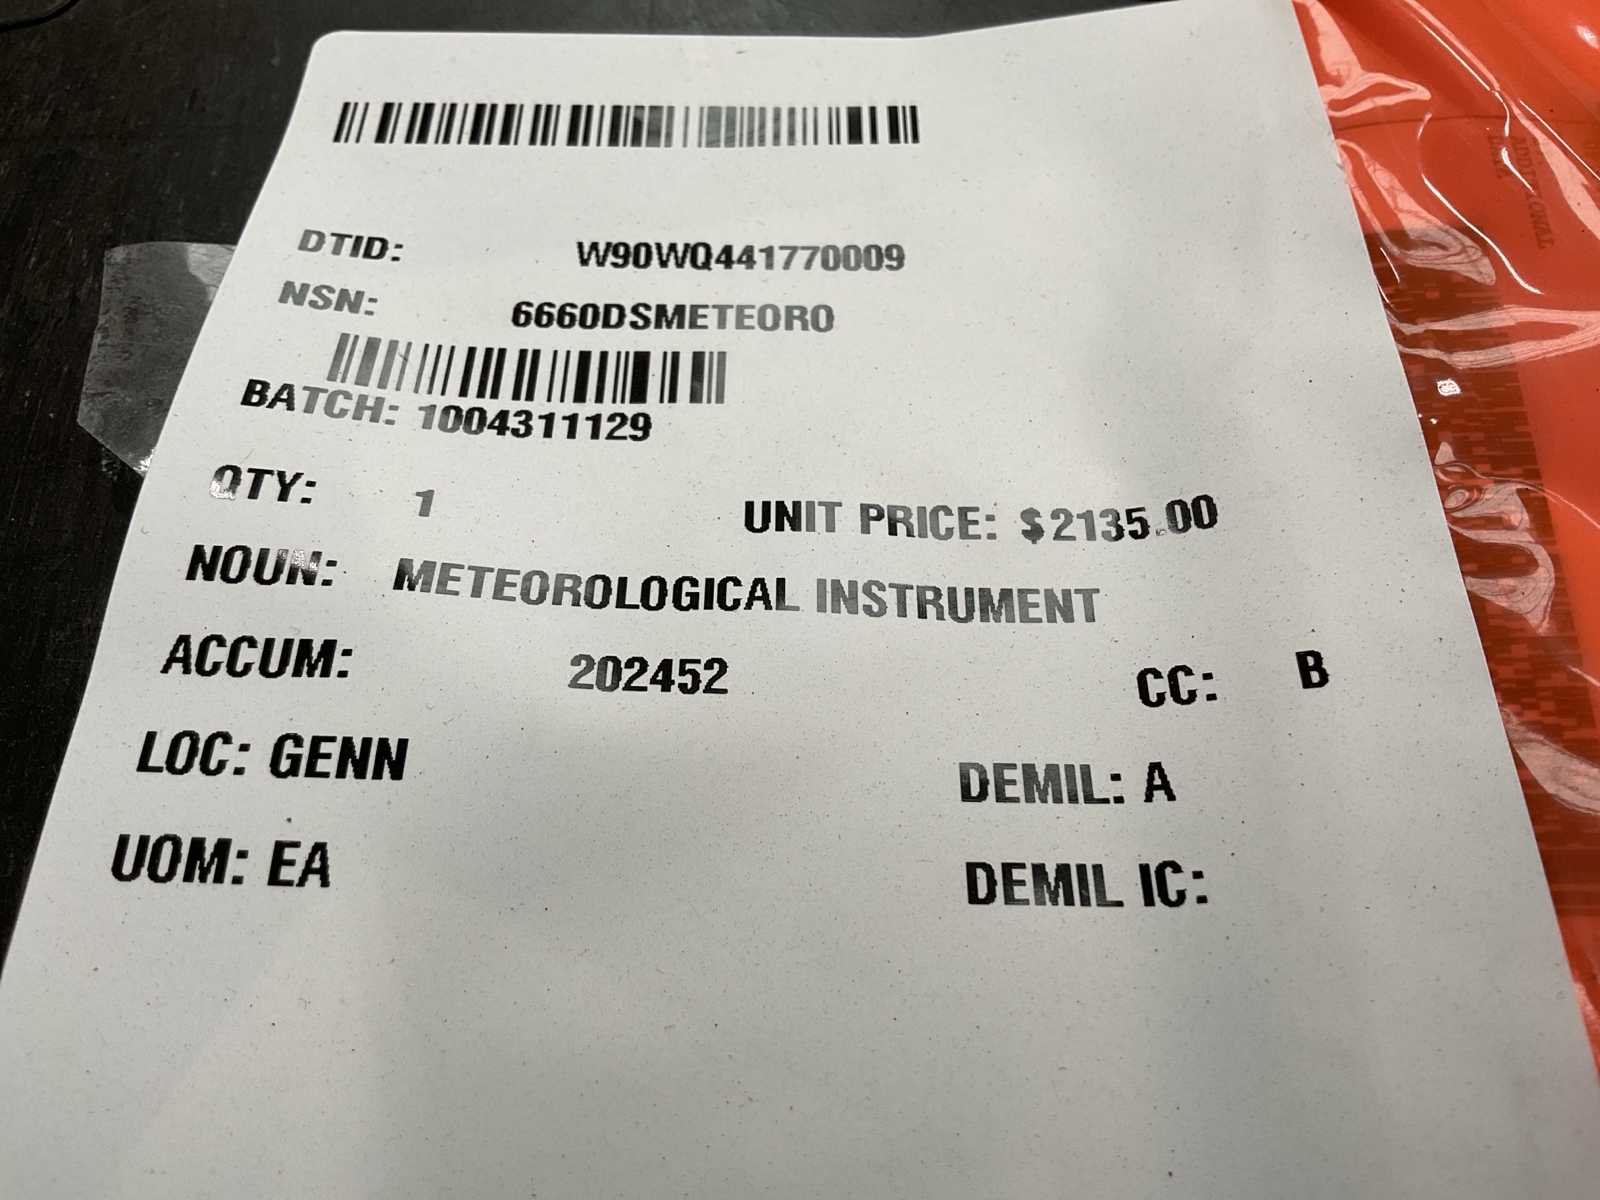 DTID: W90WQ441770009
NSN: 6660DSMETEORO
BATCH: 1004311129
QTY: 1 UNIT PRICE: $2135.00
NOUN: METEOROLOGICAL INSTRUMENT
ACCUM: 202452 CC: B
LOC: GENN DEMIL: A
UOM: EA DEMIL IC:
ADDITIONAL